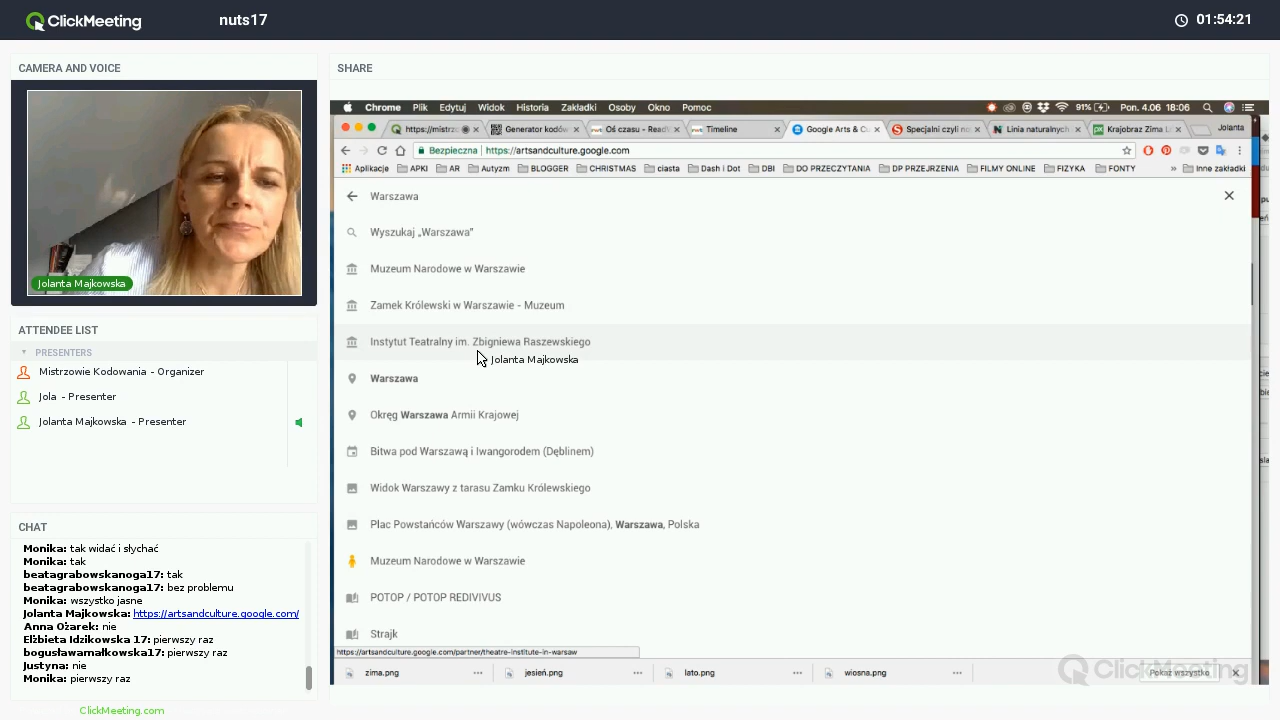 ClickMeeting
nuts17
01:54:21
CAMERA AND VOICE
Jolanta Majkowska
ATTENDEE LIST
PRESENTERS
Mistrzowie Kodowania - Organizer
Jola - Presenter
Jolanta Majkowska - Presenter
CHAT
Monika: tak widać i słychać
Monika: tak
beatagrabowskanoga17: tak
beatagrabowskanoga17: bez problemu
Monika: wszystko jasne
Jolanta Majkowska: https://artsandculture.google.com/
Anna Ożarek: nie
Elżbieta Idzikowska 17: pierwszy raz
bogusławamałkowska17: pierwszy raz
Justyna: nie
Monika: pierwszy raz
ClickMeeting.com
SHARE
Chrome Plik Edytuj Widok Historia Zakładki Osoby Okno Pomoc
91% Pon. 4.06 18:06
https://mistrz
Generator kodów
Oś czasu - Read
Timeline
Google Arts & Cu
Specjalni czyli no
Linia naturalnych
Krajobraz Zima
Jolanta
Bezpieczna https://artsandculture.google.com
Aplikacje APKI AR Autyzm BLOGGER CHRISTMAS ciasta Dash i Dot DBI DO PRZECZYTANIA DP PRZEJRZENIA FILMY ONLINE FIZYKA FONTY » Inne zakładki
Warszawa
Wyszukaj „Warszawa”
Muzeum Narodowe w Warszawie
Zamek Królewski w Warszawie - Muzeum
Instytut Teatralny im. Zbigniewa Raszewskiego
Jolanta Majkowska
Warszawa
Okręg Warszawa Armii Krajowej
Bitwa pod Warszawą i Iwangorodem (Dęblinem)
Widok Warszawy z tarasu Zamku Królewskiego
Plac Powstańców Warszawy (wówczas Napoleona), Warszawa, Polska
Muzeum Narodowe w Warszawie
POTOP / POTOP REDIVIVUS
Strajk
https://artsandculture.google.com/partner/theatre-institute-in-warsaw
zima.png
jesień.png
lato.png
wiosna.png
Pokaż wszystko
ClickMeeting